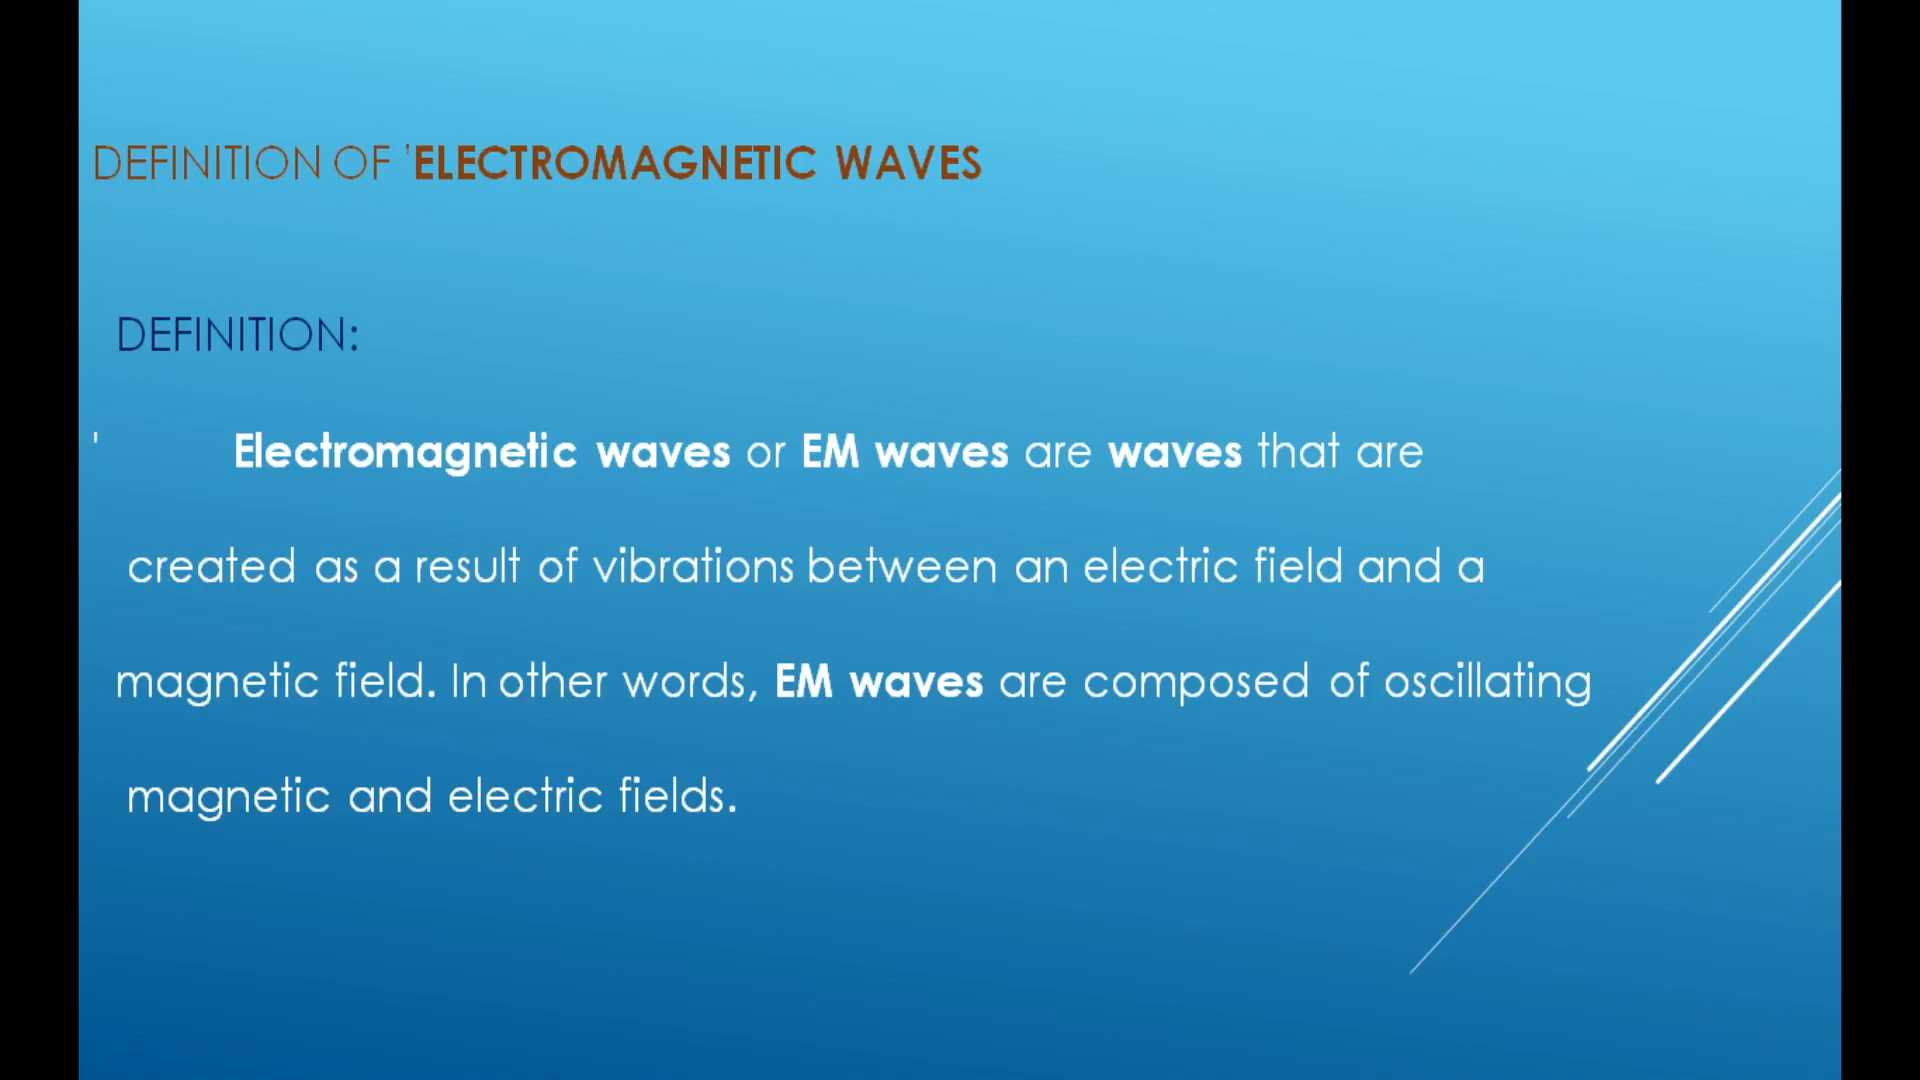 DEFINITION OF 'ELECTROMAGNETIC WAVES
DEFINITION:
' Electromagnetic waves or EM waves are waves that are
created as a result of vibrations between an electric field and a
magnetic field. In other words, EM waves are composed of oscillating
magnetic and electric fields.